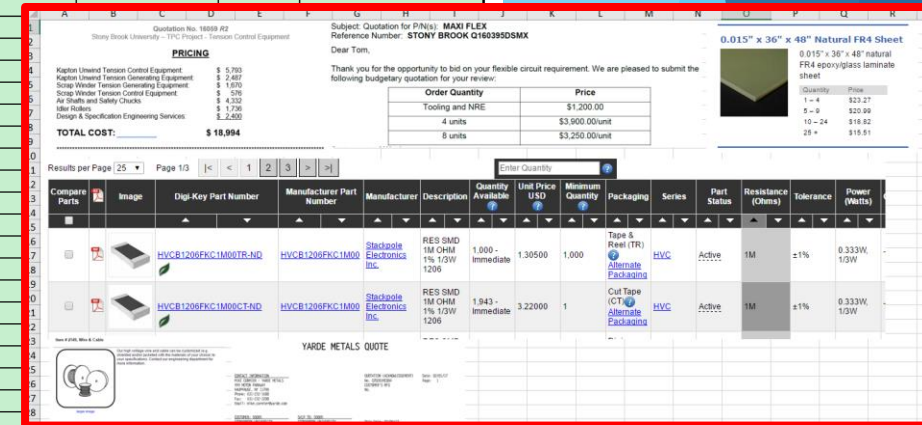 A B C D E F G H I J K L M N O P Q R
Quotation No. 16059 R2
Stony Brook University – TPC Project - Tension Control Equipment
PRICING
Kapton Unwind Tension Control Equipment $ 5,793
Kapton Unwind Tension Generating Equipment $ 2,487
Scrap Winder Tension Generating Equipment $ 1,670
Scrap Winder Tension Control Equipment $ 576
Air Shafts and Safety Chucks $ 4,332
Idler Rollers $ 1,736
Design & Specification Engineering Services $ 2,400
TOTAL COST: $ 18,994
Subject: Quotation for P/N(s): MAXI FLEX
Reference Number: STONY BROOK Q160395DSMX
Dear Tom,
Thank you for the opportunity to bid on your flexible circuit requirement. We are pleased to submit the
following budgetary quotation for your review:
Order Quantity Price
Tooling and NRE $1,200.00
4 units $3,900.00/unit
8 units $3,250.00/unit
0.015" x 36" x 48" Natural FR4 Sheet
0.015" x 36" x 48" natural
FR4 epoxy/glass laminate
sheet
Quantity Price
1 – 4 $23.27
5 – 9 $20.99
10 – 24 $18.82
25 + $15.51
Results per Page 25 Page 1/3 |< < 1 2 3 > >| Enter Quantity
Compare Parts Image Digi-Key Part Number Manufacturer Part Number Manufacturer Description Quantity Available Unit Price USD Minimum Quantity Packaging Series Part Status Resistance (Ohms) Tolerance Power (Watts)
HVCB1206FKC1M00TR-ND HVCB1206FKC1M00 Stackpole Electronics Inc. RES SMD 1M OHM 1% 1/3W 1206 1,000 - Immediate 1.30500 1,000 Tape & Reel (TR) Alternate Packaging HVC Active 1M ±1% 0.333W, 1/3W
HVCB1206FKC1M00CT-ND HVCB1206FKC1M00 Stackpole Electronics Inc. RES SMD 1M OHM 1% 1/3W 1206 1,943 - Immediate 3.22000 1 Cut Tape (CT) Alternate Packaging HVC Active 1M ±1% 0.333W, 1/3W
YARDE METALS QUOTE